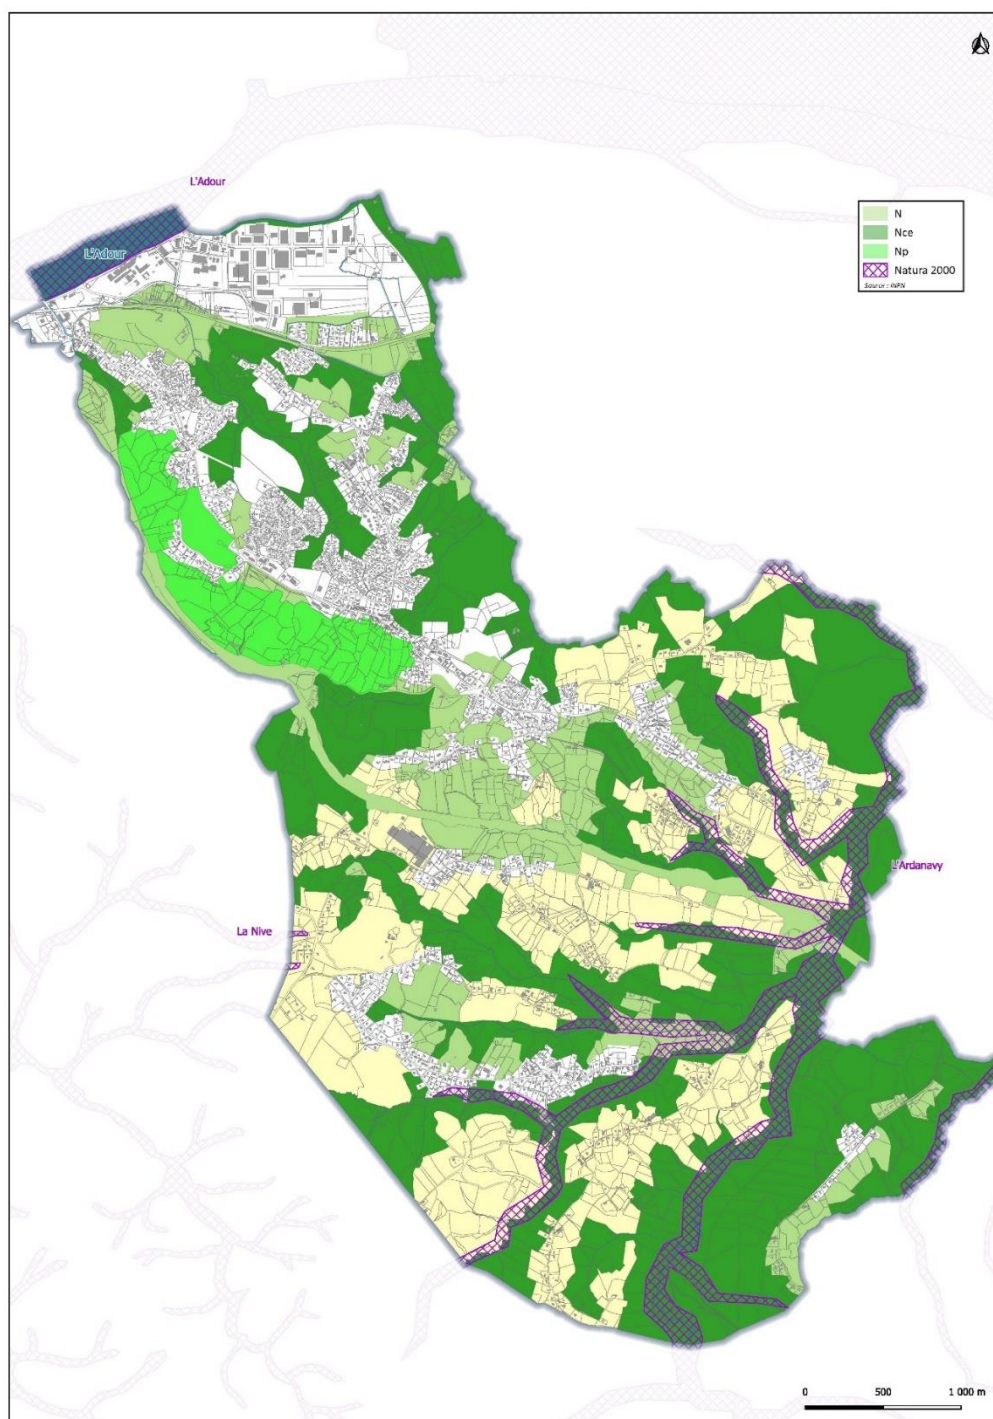 L'Adour
L'Adour
N
Nce
Np
Natura 2000
Source : INPN
L'Ardanavy
La Nive
0 500 1 000 m